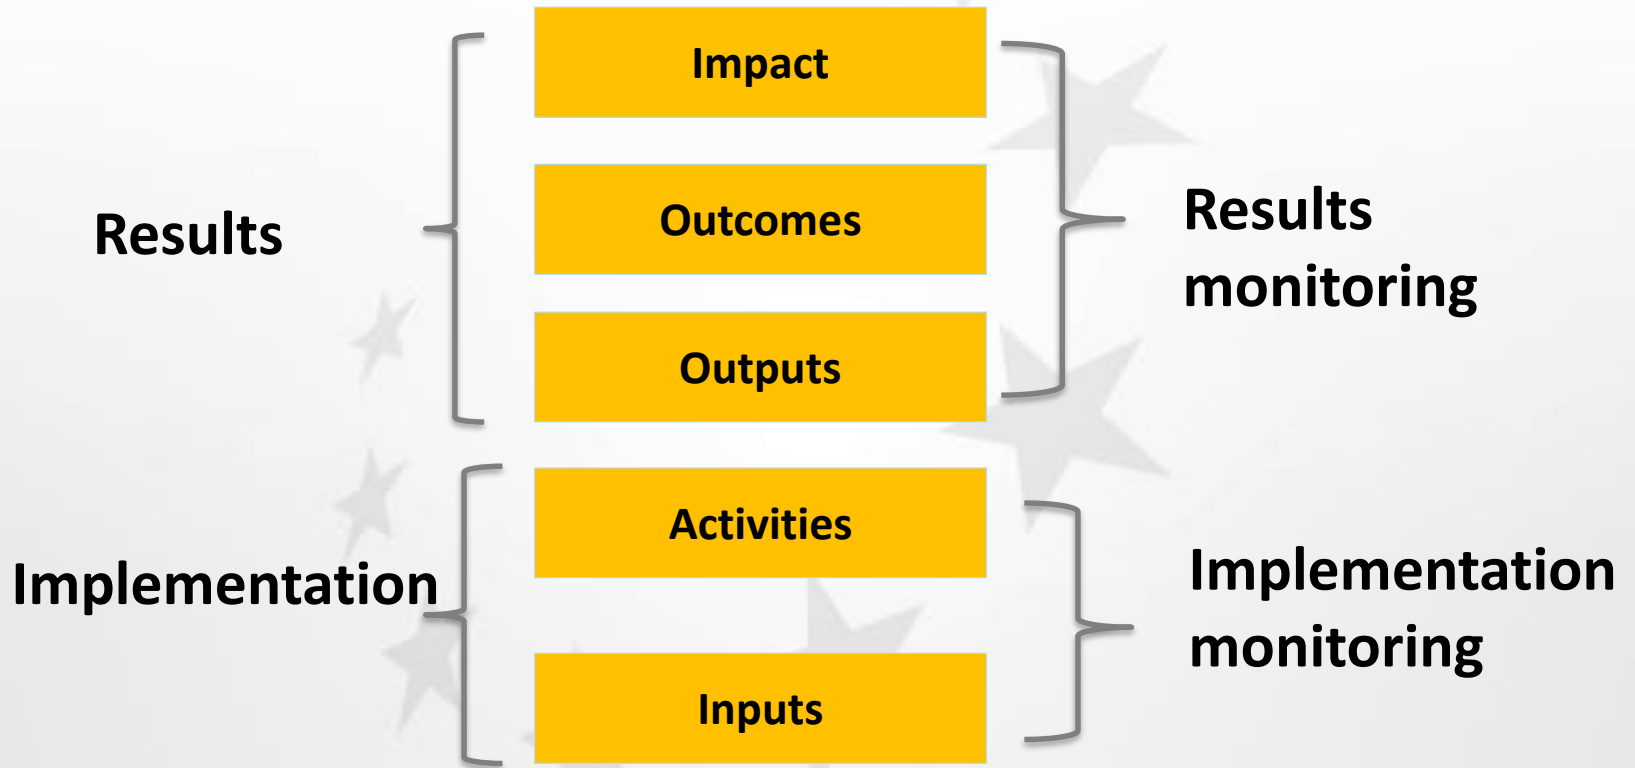 Impact
Outcomes
Results
Results
monitoring
Outputs
Activities
Implementation
Implementation
monitoring
Inputs